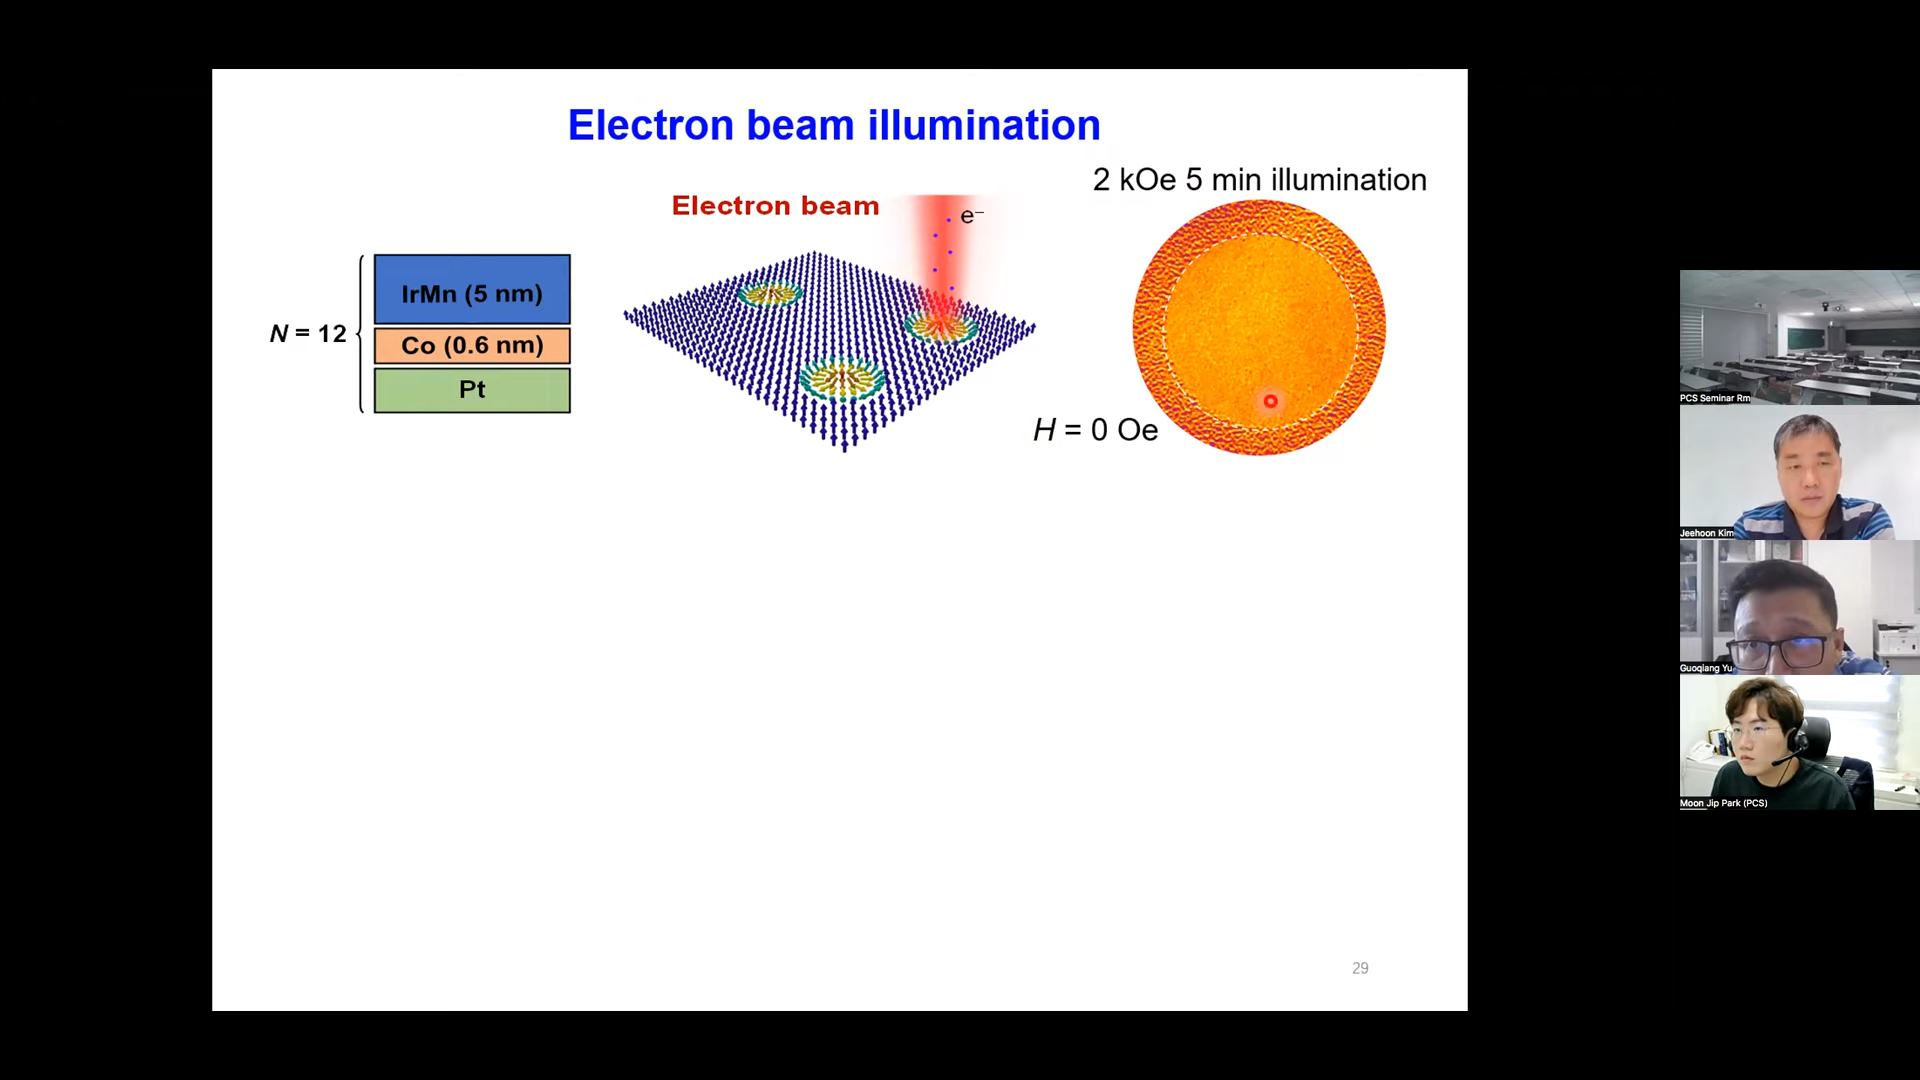 Electron beam illumination
2 kOe 5 min illumination
Electron beam
e⁻
IrMn (5 nm)
N = 12
Co (0.6 nm)
Pt
H = 0 Oe
29
PCS Seminar Rm
Jeehoon Kim
Guoqiang Yu
Moon Jip Park (PCS)